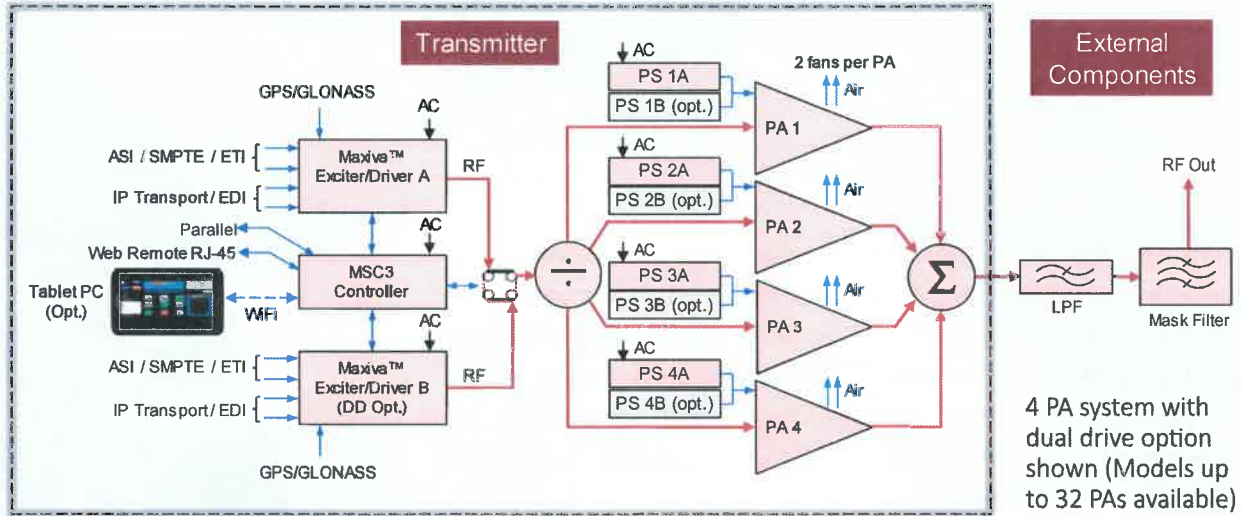 Transmitter
External
Components
GPS/GLONASS
AC
ASI / SMPTE / ETI
IP Transport / EDI
Maxiva™
Exciter/Driver A
RF
Parallel
Web Remote RJ-45
AC
MSC3
Controller
Tablet PC
(Opt.)
WiFi
AC
ASI / SMPTE / ETI
IP Transport / EDI
Maxiva™
Exciter/Driver B
(DD Opt.)
RF
GPS/GLONASS
÷
AC
PS 1A
PS 1B (opt.)
2 fans per PA
Air
PA 1
AC
PS 2A
PS 2B (opt.)
Air
PA 2
AC
PS 3A
PS 3B (opt.)
Air
PA 3
AC
PS 4A
PS 4B (opt.)
Air
PA 4
Σ
LPF
RF Out
Mask Filter
4 PA system with
dual drive option
shown (Models up
to 32 PAs available)